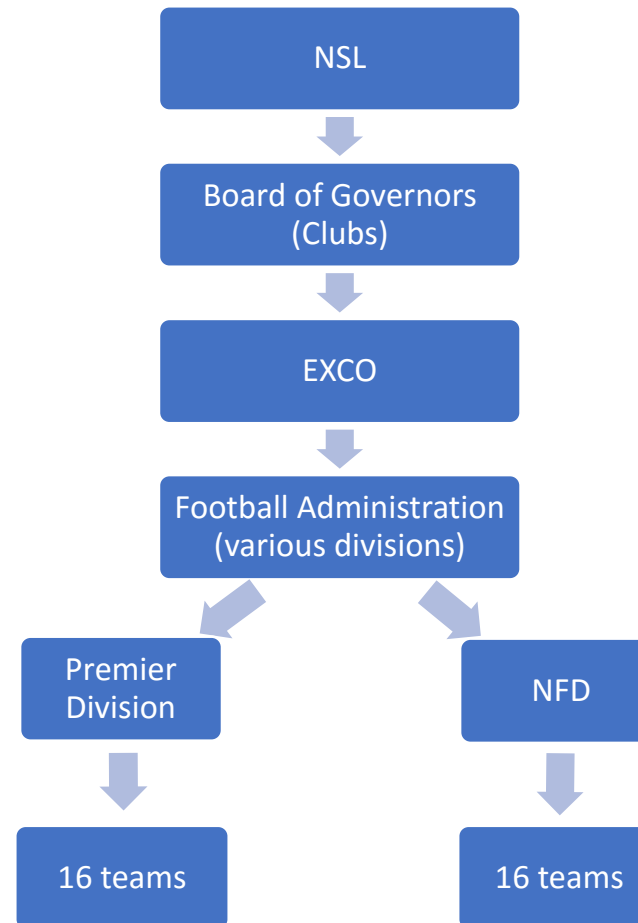 NSL
Board of Governors
(Clubs)
EXCO
Football Administration
(various divisions)
Premier
Division
NFD
16 teams
16 teams